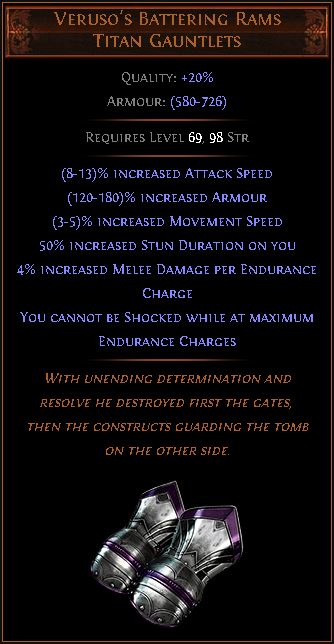 Veruso's Battering Rams
Titan Gauntlets
Quality: +20%
Armour: (580-726)
Requires Level 69, 98 Str
(8-13)% increased Attack Speed
(120-180)% increased Armour
(3-5)% increased Movement Speed
50% increased Stun Duration on you
4% increased Melee Damage per Endurance
Charge
You cannot be Shocked while at maximum
Endurance Charges
With unending determination and
resolve he destroyed first the gates,
then the constructs guarding the tomb
on the other side.